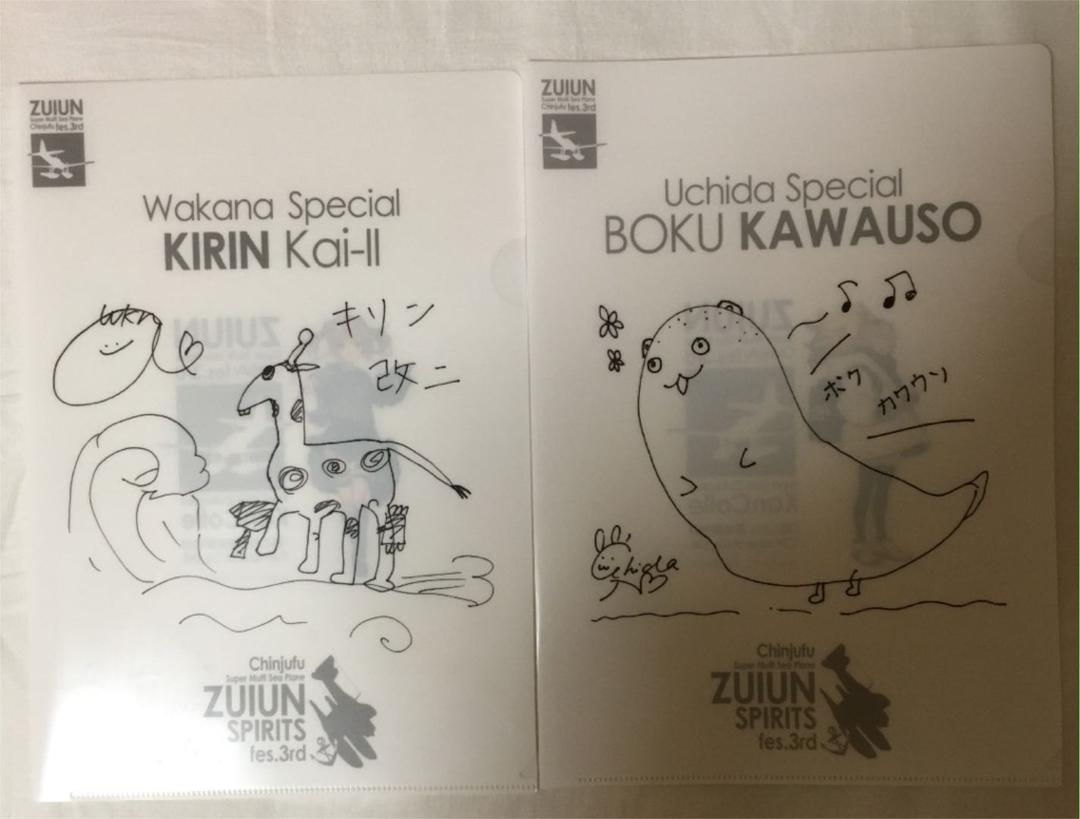 ZUIUN
Super Multi Sea Plane
Chinjufu fes.3rd
Wakana Special
KIRIN Kai-II
wkn
キリン
改二
Chinjufu
Super Multi Sea Plane
ZUIUN
SPIRITS
fes.3rd
ZUIUN
Super Multi Sea Plane
Chinjufu fes.3rd
Uchida Special
BOKU KAWAUSO
ボク
カワウソ
uchida
Chinjufu
Super Multi Sea Plane
ZUIUN
SPIRITS
fes.3rd